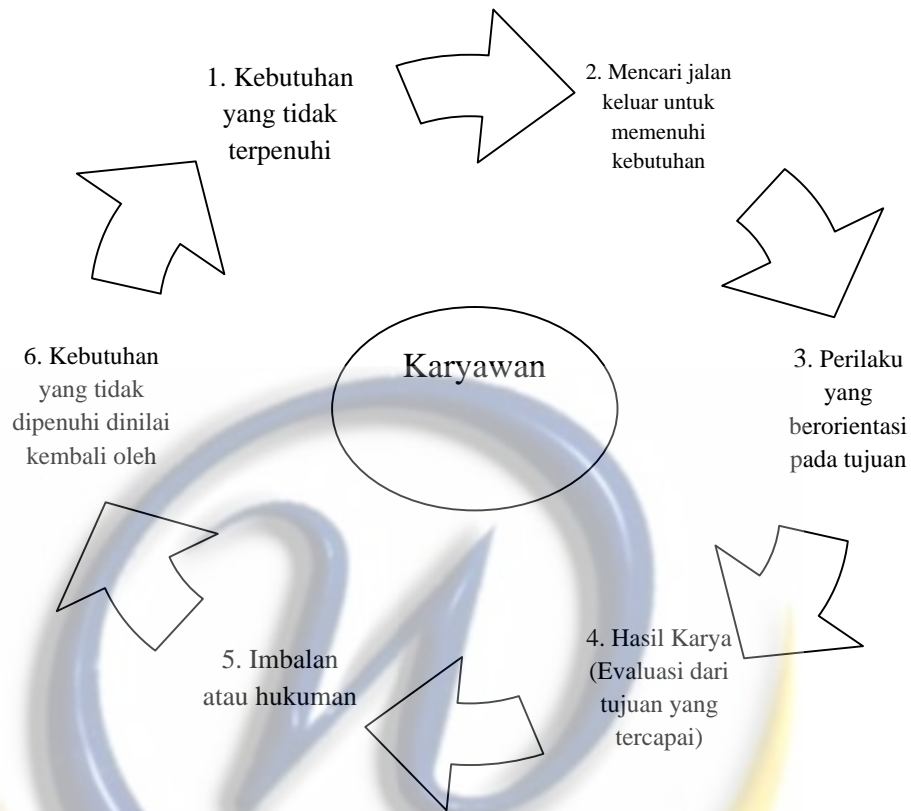 1. Kebutuhan
yang tidak
terpenuhi
2. Mencari jalan
keluar untuk
memenuhi
kebutuhan
3. Perilaku
yang
berorientasi
pada tujuan
4. Hasil Karya
(Evaluasi dari
tujuan yang
tercapai)
5. Imbalan
atau hukuman
6. Kebutuhan
yang tidak
dipenuhi dinilai
kembali oleh
Karyawan